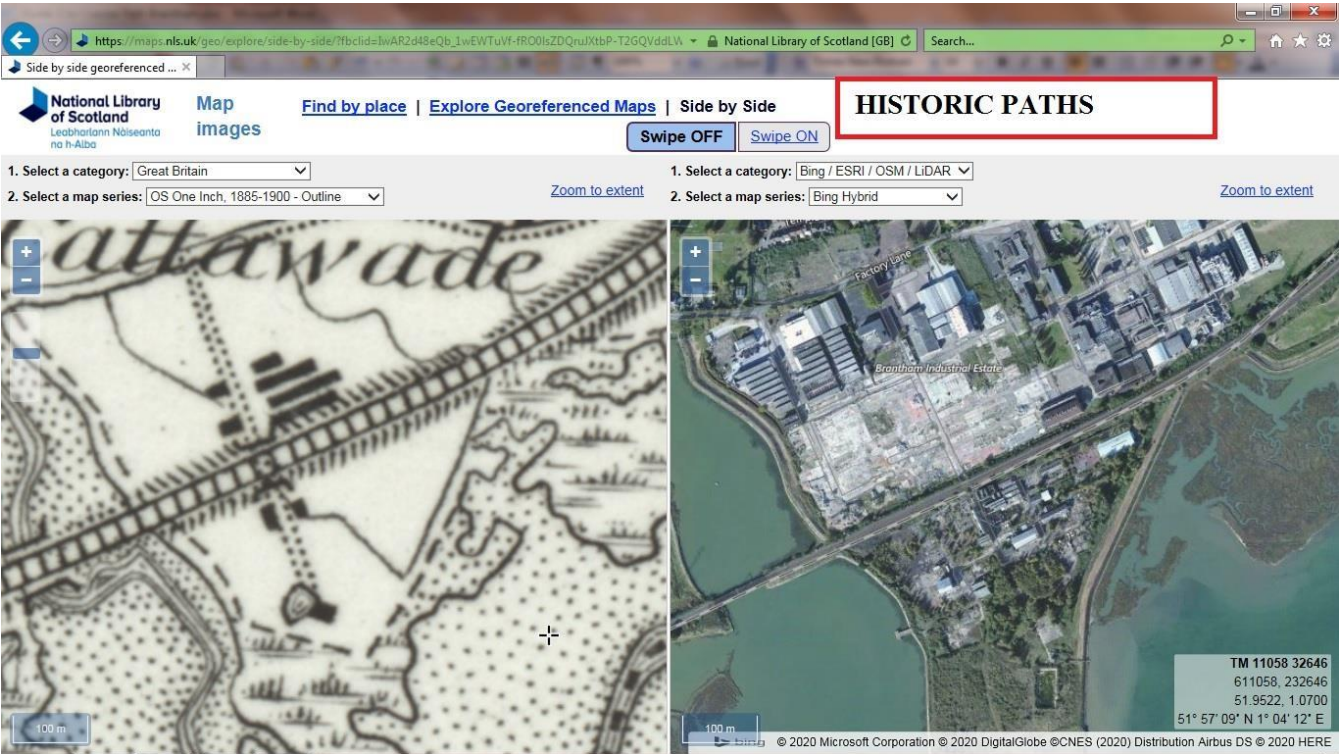 https://maps.nls.uk/geo/explore/side-by-side/?fbclid=IwAR2d48eQb_1wEWTuVf-fRO0IsZDQruJXtbP-T2GQVddLW
National Library of Scotland [GB]
Search...
Side by side georeferenced ...
National Library
of Scotland
Leabharlann Nàiseanta
na h-Alba
Map
images
Find by place | Explore Georeferenced Maps | Side by Side
Swipe OFF
Swipe ON
HISTORIC PATHS
1. Select a category: Great Britain
2. Select a map series: OS One Inch, 1885-1900 - Outline
Zoom to extent
1. Select a category: Bing / ESRI / OSM / LiDAR
2. Select a map series: Bing Hybrid
Zoom to extent
+
-
Cattawade
100 m
+
-
Factory Lane
Brantham Industrial Estate
TM 11058 32646
611058, 232646
51.9522, 1.0700
51° 57' 09" N 1° 04' 12" E
100 m
bing
© 2020 Microsoft Corporation © 2020 DigitalGlobe ©CNES (2020) Distribution Airbus DS © 2020 HERE